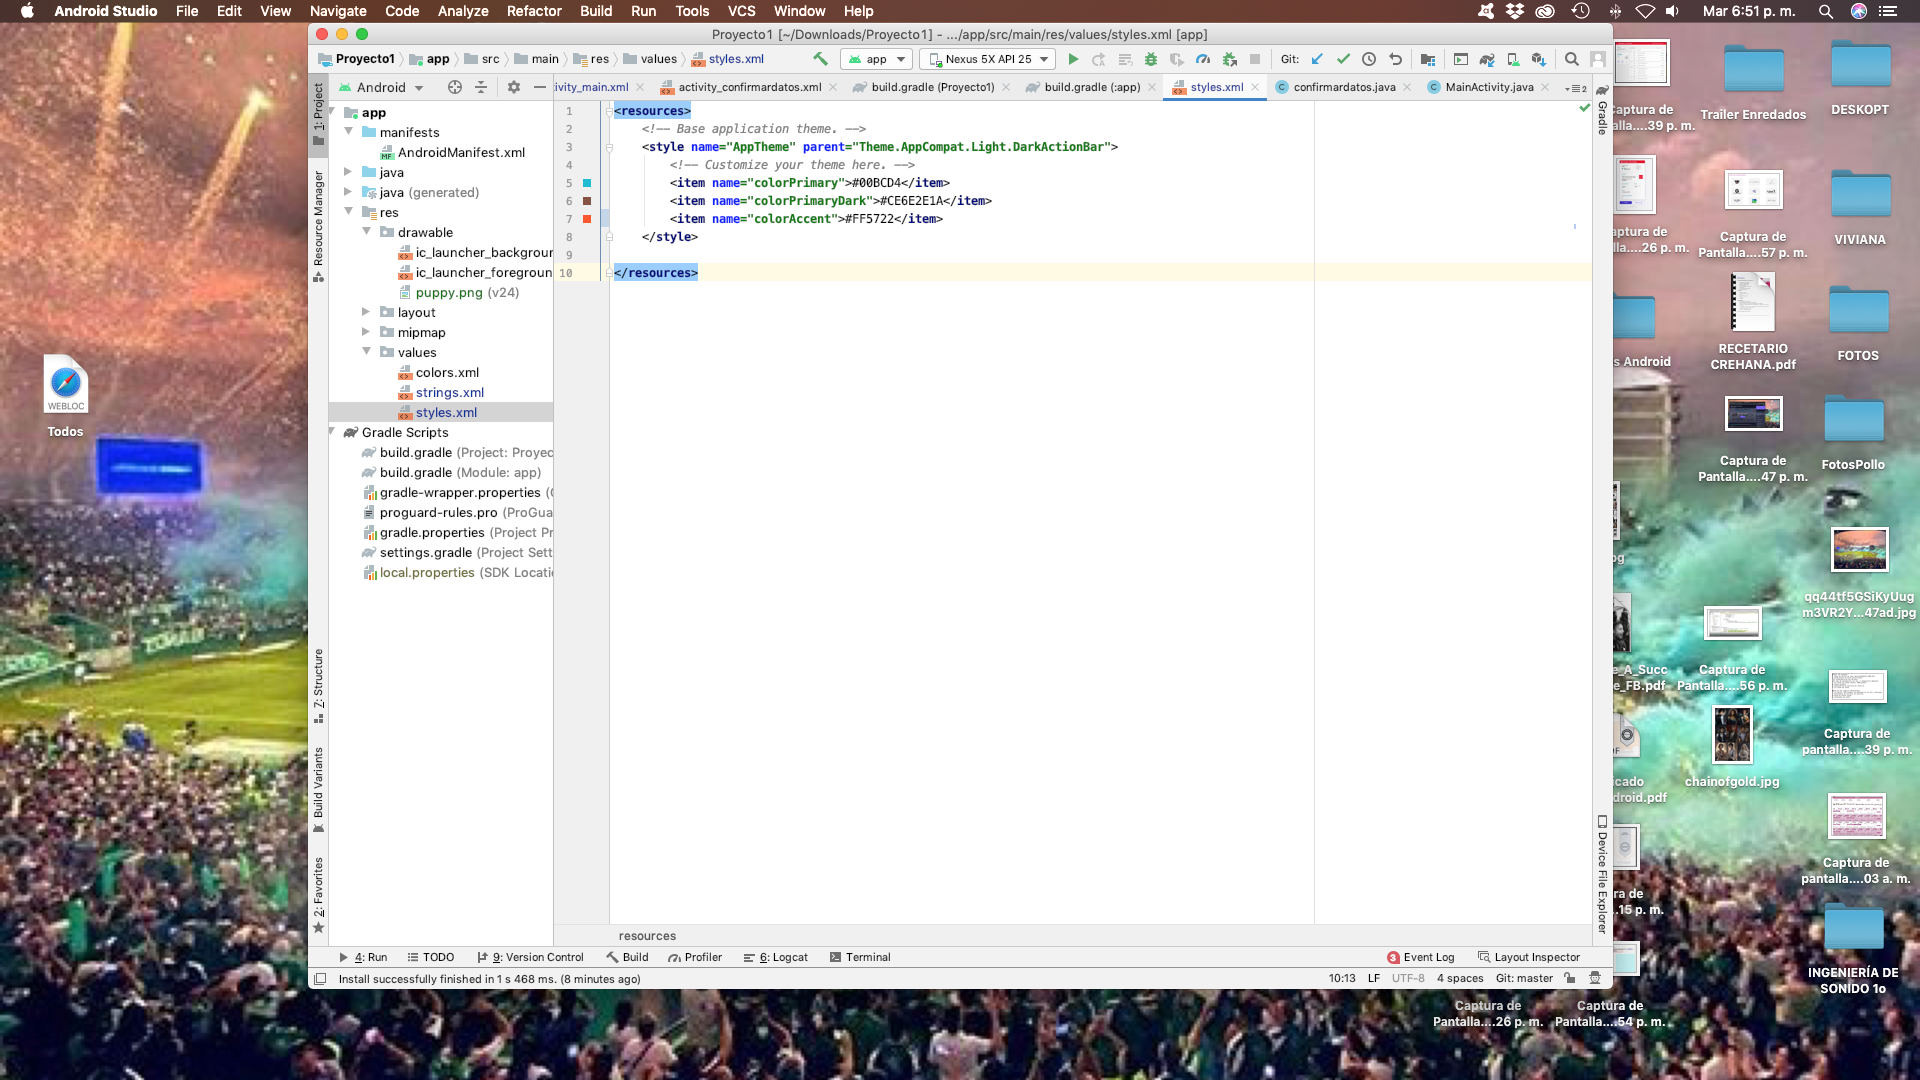 Android Studio File Edit View Navigate Code Analyze Refactor Build Run Tools VCS Window Help
Mar 6:51 p. m.
Proyecto1 [~/Downloads/Proyecto1] - .../app/src/main/res/values/styles.xml [app]
Proyecto1 app src main res values styles.xml
app Nexus 5X API 25 Git:
Android
ivity_main.xml activity_confirmardatos.xml build.gradle (Proyecto1) build.gradle (:app) styles.xml confirmardatos.java MainActivity.java
2
1: Project
Resource Manager
Z: Structure
Build Variants
2: Favorites
app
manifests
AndroidManifest.xml
java
java (generated)
res
drawable
ic_launcher_backgroun
ic_launcher_foregroun
puppy.png (v24)
layout
mipmap
values
colors.xml
strings.xml
styles.xml
Gradle Scripts
build.gradle (Project: Proyec
build.gradle (Module: app)
gradle-wrapper.properties (G
proguard-rules.pro (ProGua
gradle.properties (Project Pr
settings.gradle (Project Sett
local.properties (SDK Locatio
1 <resources>
2 <!-- Base application theme. -->
3 <style name="AppTheme" parent="Theme.AppCompat.Light.DarkActionBar">
4 <!-- Customize your theme here. -->
5 <item name="colorPrimary">#00BCD4</item>
6 <item name="colorPrimaryDark">#CE6E2E1A</item>
7 <item name="colorAccent">#FF5722</item>
8 </style>
9
10 </resources>
resources
Gradle
Device File Explorer
4: Run TODO 9: Version Control Build Profiler 6: Logcat Terminal
3 Event Log Layout Inspector
Install successfully finished in 1 s 468 ms. (8 minutes ago)
10:13 LF UTF-8 4 spaces Git: master
WEBLOC
Todos
aptura de
alla....39 p. m.
Trailer Enredados
DESKOPT
aptura de
alla....26 p. m.
Captura de
Pantalla....57 p. m.
VIVIANA
s Android
RECETARIO
CREHANA.pdf
FOTOS
Captura de
Pantalla....47 p. m.
FotosPollo
pg
qq44tf5GSiKyUug
m3VR2Y...47ad.jpg
e_A_Succ
e_FB.pdf
Captura de
Pantalla....56 p. m.
Captura de
pantalla....39 p. m.
icado
droid.pdf
chainofgold.jpg
Captura de
pantalla....03 a. m.
ra de
..15 p. m.
INGENIERÍA DE
SONIDO 1o
Captura de
Pantalla....26 p. m.
Captura de
Pantalla....54 p. m.